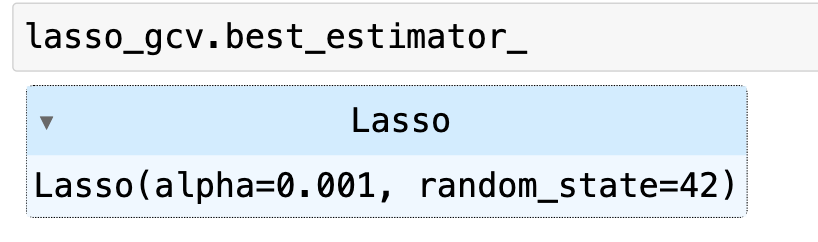 lasso_gcv.best_estimator_
▼ Lasso
Lasso(alpha=0.001, random_state=42)